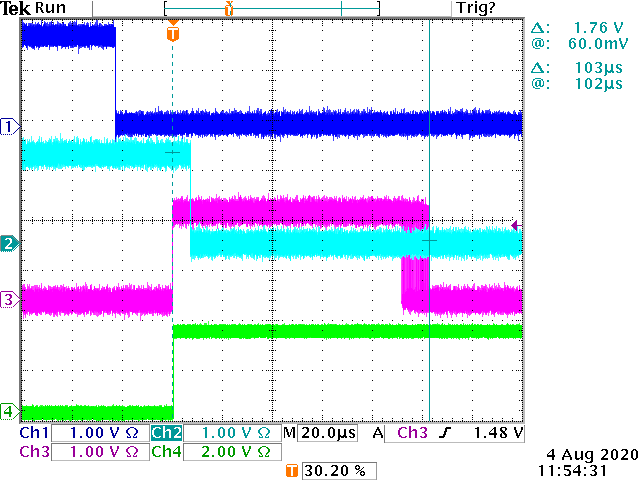 Tek Run Trig?
T
Δ: 1.76 V
@: 60.0mV
Δ: 103µs
@: 102µs
T
1
2
3
4
Ch1 1.00 V Ω Ch2 1.00 V Ω M 20.0µs A Ch3 ʃ 1.48 V
Ch3 1.00 V Ω Ch4 2.00 V Ω
T 30.20 %
4 Aug 2020
11:54:31